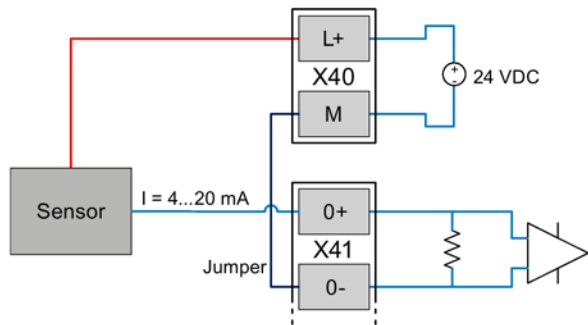 L+
X40
M
+
-
24 VDC
Sensor
I = 4...20 mA
0+
X41
Jumper
0-